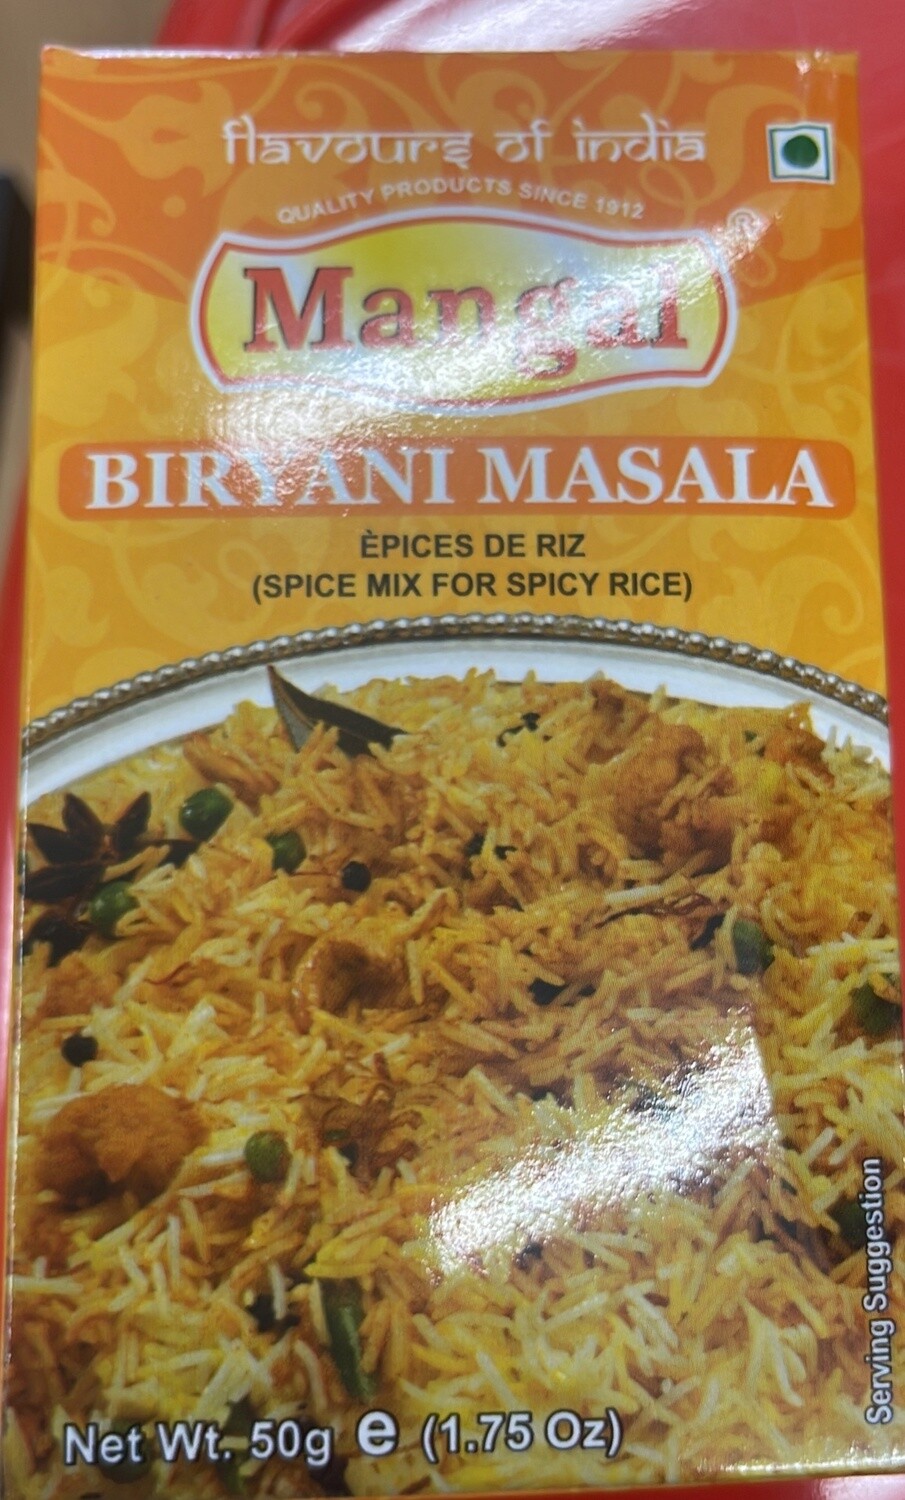 flavours of india
QUALITY PRODUCTS SINCE 1912
®
Mangal
BIRYANI MASALA
ÈPICES DE RIZ
(SPICE MIX FOR SPICY RICE)
Serving Suggestion
Net Wt. 50g e (1.75 Oz)